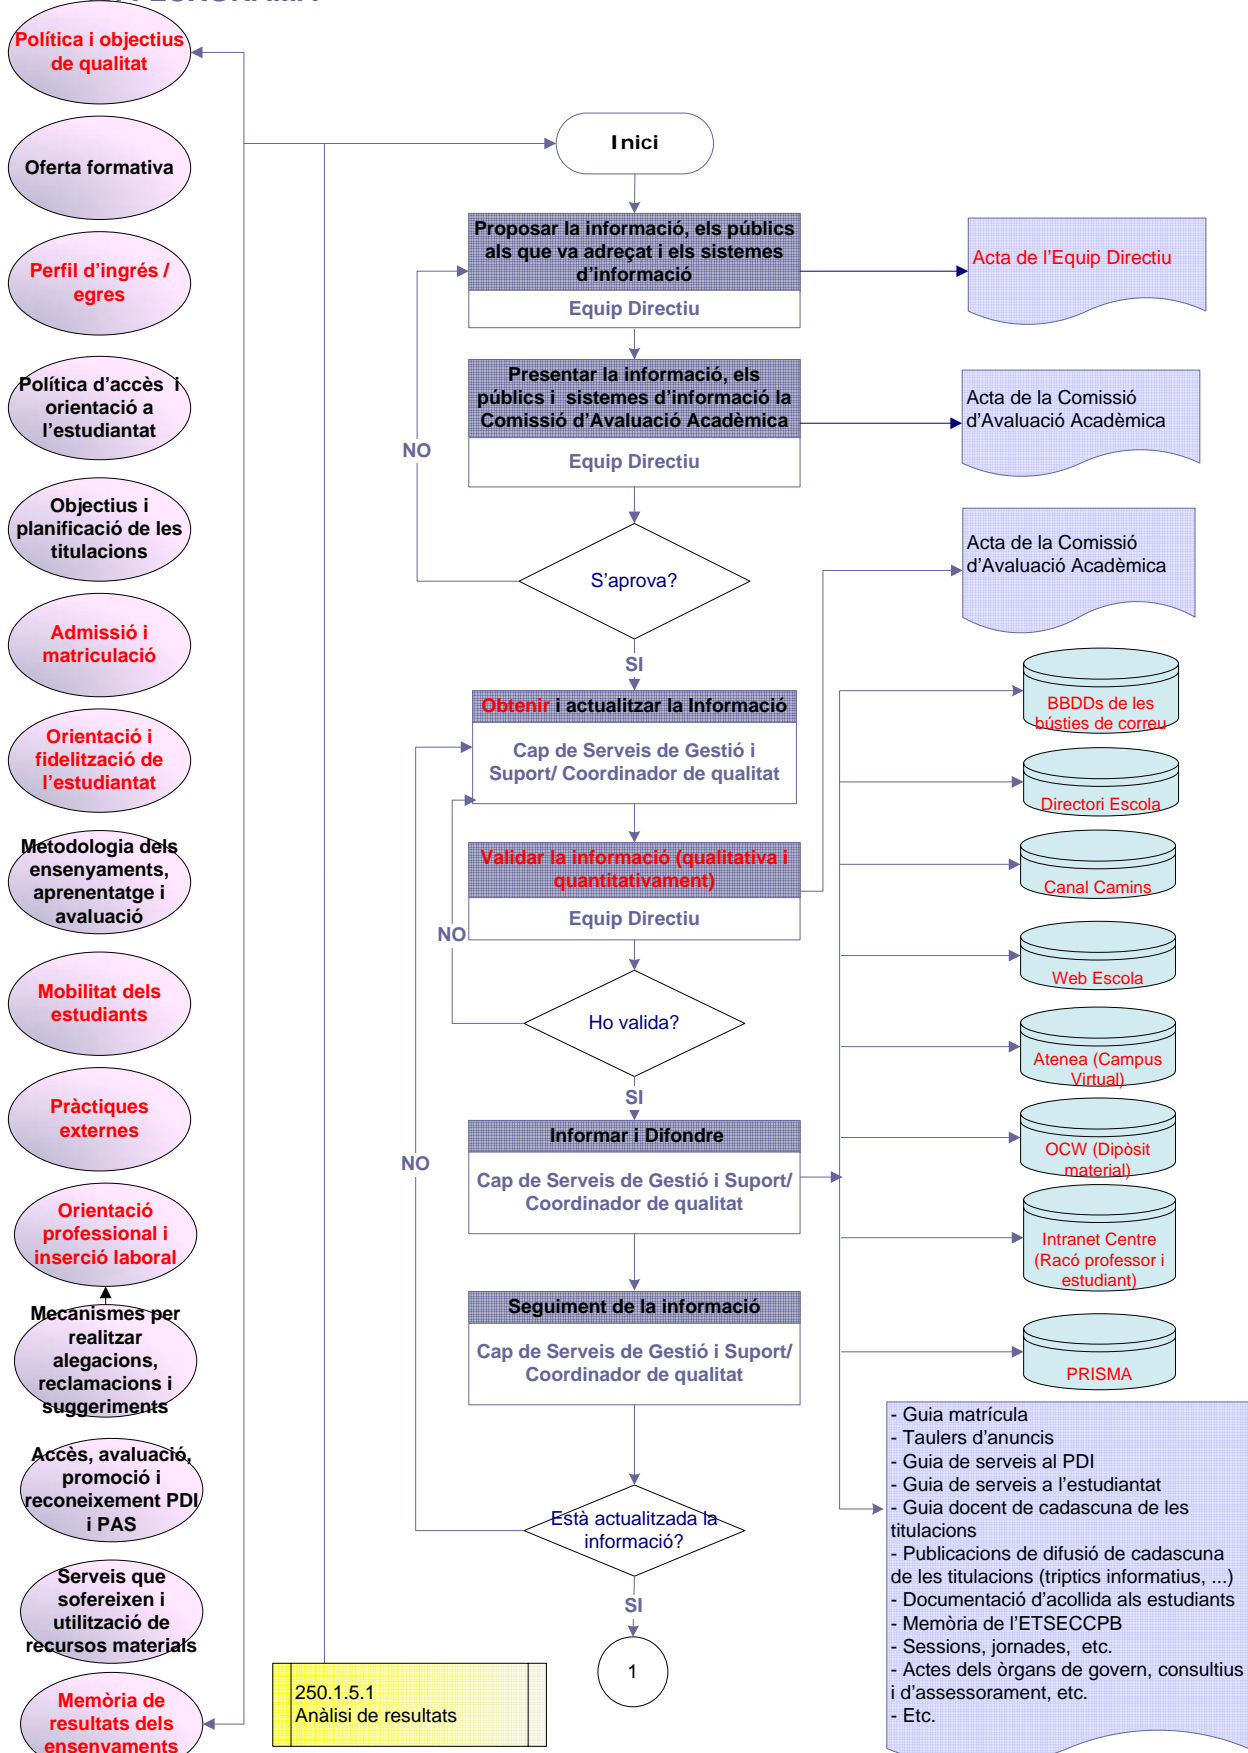 Política i objectius
de qualitat
Oferta formativa
Perfil d'ingrés /
egres
Política d'accès i
orientació a
l'estudiantat
Objectius i
planificació de les
titulacions
Admissió i
matriculació
Orientació i
fidelització de
l'estudiantat
Metodologia dels
ensenyaments,
aprenentatge i
avaluació
Mobilitat dels
estudiants
Pràctiques
externes
Orientació
professional i
inserció laboral
Mecanismes per
realitzar
alegacions,
reclamacions i
suggeriments
Accès, avaluació,
promoció i
reconeixement PDI
i PAS
Serveis que
sofereixen i
utilització de
recursos materials
Memòria de
resultats dels
ensenyaments
Inici
Proposar la informació, els públics
als que va adreçat i els sistemes
d'informació
Equip Directiu
Presentar la informació, els
públics i sistemes d'informació la
Comissió d'Avaluació Acadèmica
Equip Directiu
NO
S'aprova?
SI
Obtenir i actualitzar la Informació
Cap de Serveis de Gestió i
Suport/ Coordinador de qualitat
Validar la informació (qualitativa i
quantitativament)
Equip Directiu
NO
Ho valida?
SI
Informar i Difondre
Cap de Serveis de Gestió i Suport/
Coordinador de qualitat
NO
Seguiment de la informació
Cap de Serveis de Gestió i Suport/
Coordinador de qualitat
Està actualitzada la
informació?
SI
1
250.1.5.1
Anàlisi de resultats
Acta de l'Equip Directiu
Acta de la Comissió
d'Avaluació Acadèmica
Acta de la Comissió
d'Avaluació Acadèmica
BBDDs de les
bústies de correu
Directori Escola
Canal Camins
Web Escola
Atenea (Campus
Virtual)
OCW (Dipòsit
material)
Intranet Centre
(Racó professor i
estudiant)
PRISMA
- Guia matrícula
- Taulers d'anuncis
- Guia de serveis al PDI
- Guia de serveis a l'estudiantat
- Guia docent de cadascuna de les
titulacions
- Publicacions de difusió de cadascuna
de les titulacions (triptics informatius, ...)
- Documentació d'acollida als estudiants
- Memòria de l'ETSECCPB
- Sessions, jornades, etc.
- Actes dels òrgans de govern, consultius
i d'assessorament, etc.
- Etc.